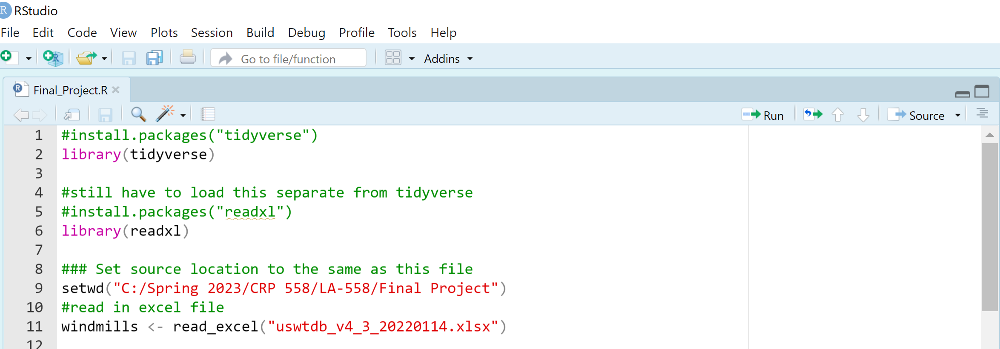 R RStudio
File Edit Code View Plots Session Build Debug Profile Tools Help
R Go to file/function Addins
R Final_Project.R
Run Source
1 #install.packages("tidyverse")
2 library(tidyverse)
3
4 #still have to load this separate from tidyverse
5 #install.packages("readxl")
6 library(readxl)
7
8 ### Set source location to the same as this file
9 setwd("C:/Spring 2023/CRP 558/LA-558/Final Project")
10 #read in excel file
11 windmills <- read_excel("uswtdb_v4_3_20220114.xlsx")
12